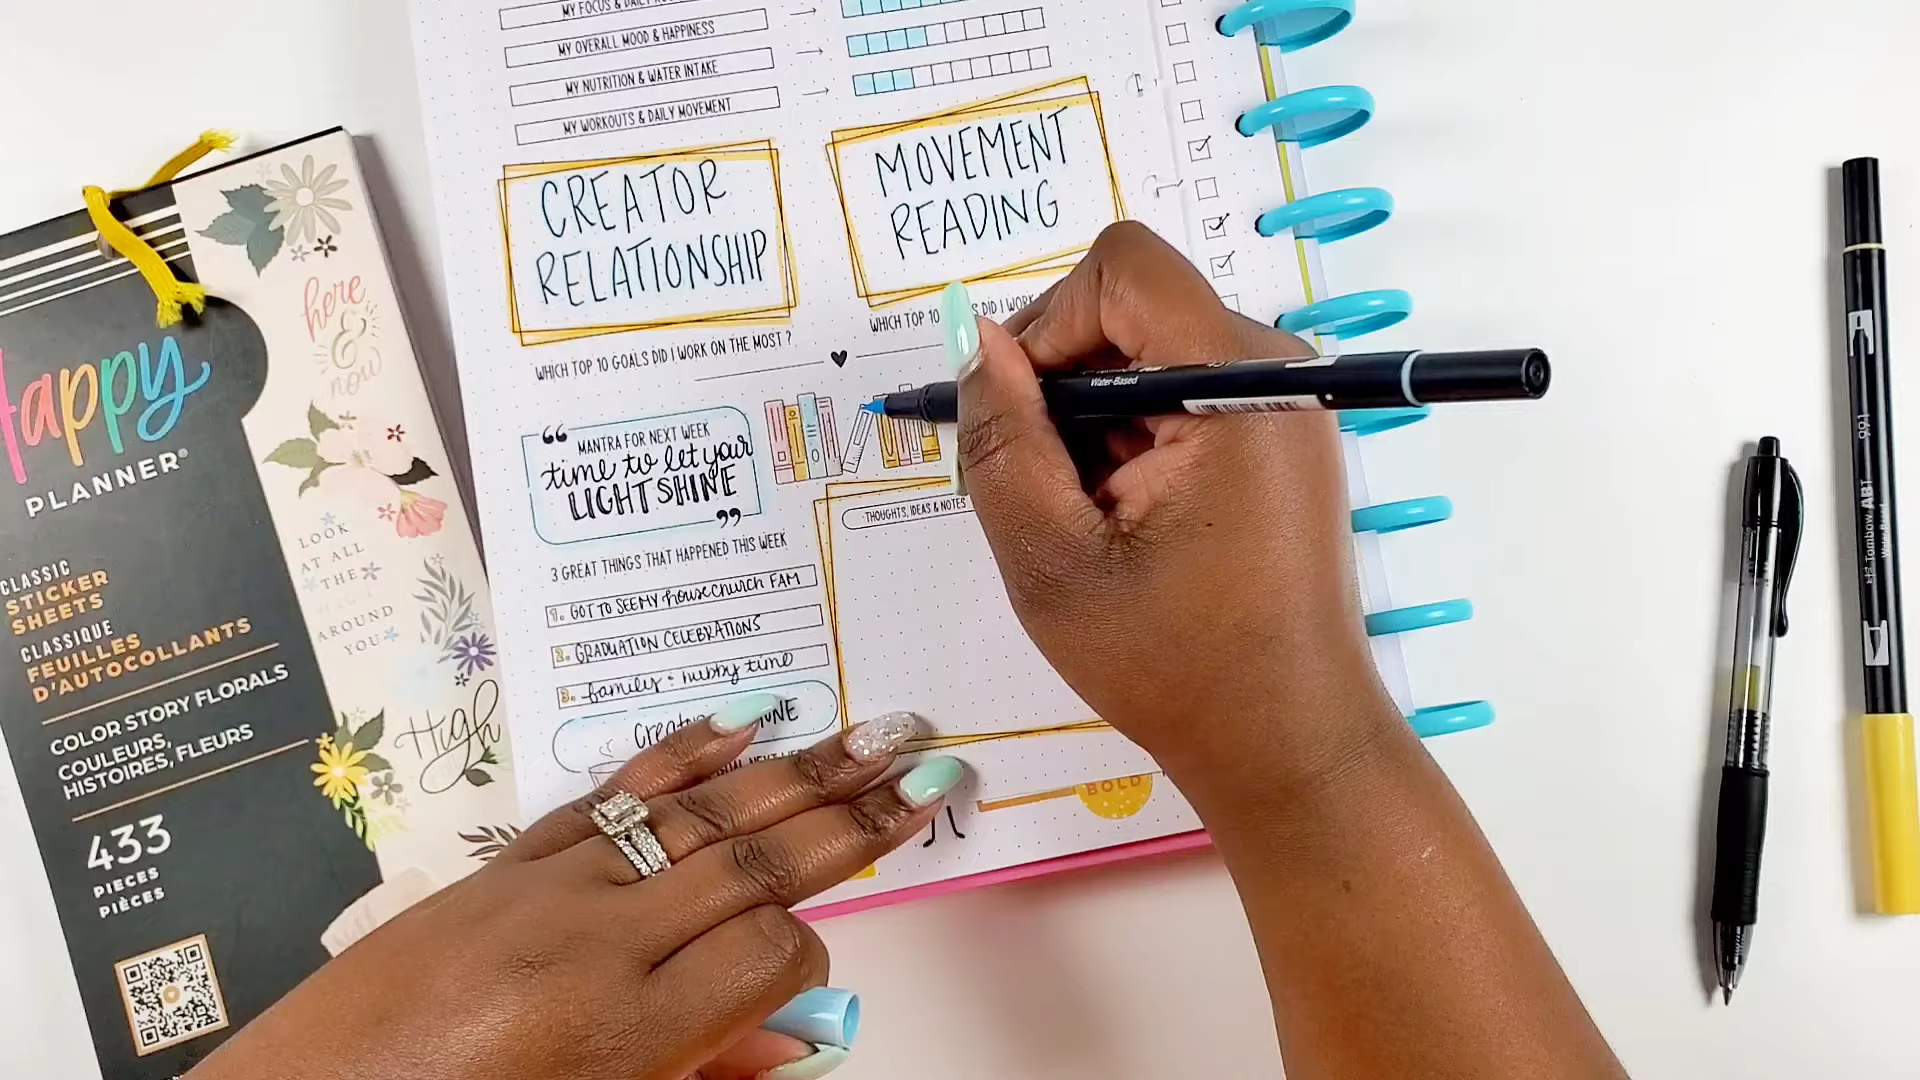 MY FOCUS & DAILY
MY OVERALL MOOD & HAPPINESS
MY NUTRITION & WATER INTAKE
MY WORKOUTS & DAILY MOVEMENT
CREATOR
RELATIONSHIP
MOVEMENT
READING
WHICH TOP 10 GOALS DID I WORK ON THE MOST ?
WHICH TOP 10 DID I WORK
“ MANTRA FOR NEXT WEEK
time to let your
LIGHT SHINE ”
THOUGHTS, IDEAS & NOTES
3 GREAT THINGS THAT HAPPENED THIS WEEK
1. GOT TO SEE MY housechurch FAM
2. GRADUATION CELEBRATIONS
3. family + hubby time
BOLD
happy
PLANNER®
CLASSIC
STICKER
SHEETS
CLASSIQUE
FEUILLES
D'AUTOCOLLANTS
COLOR STORY FLORALS
COULEURS,
HISTOIRES, FLEURS
433
PIECES
PIÈCES
here
&
now
LOOK
AT ALL
THE
AROUND
YOU
High
Water-Based
991
Tombow ABT
Water-Based